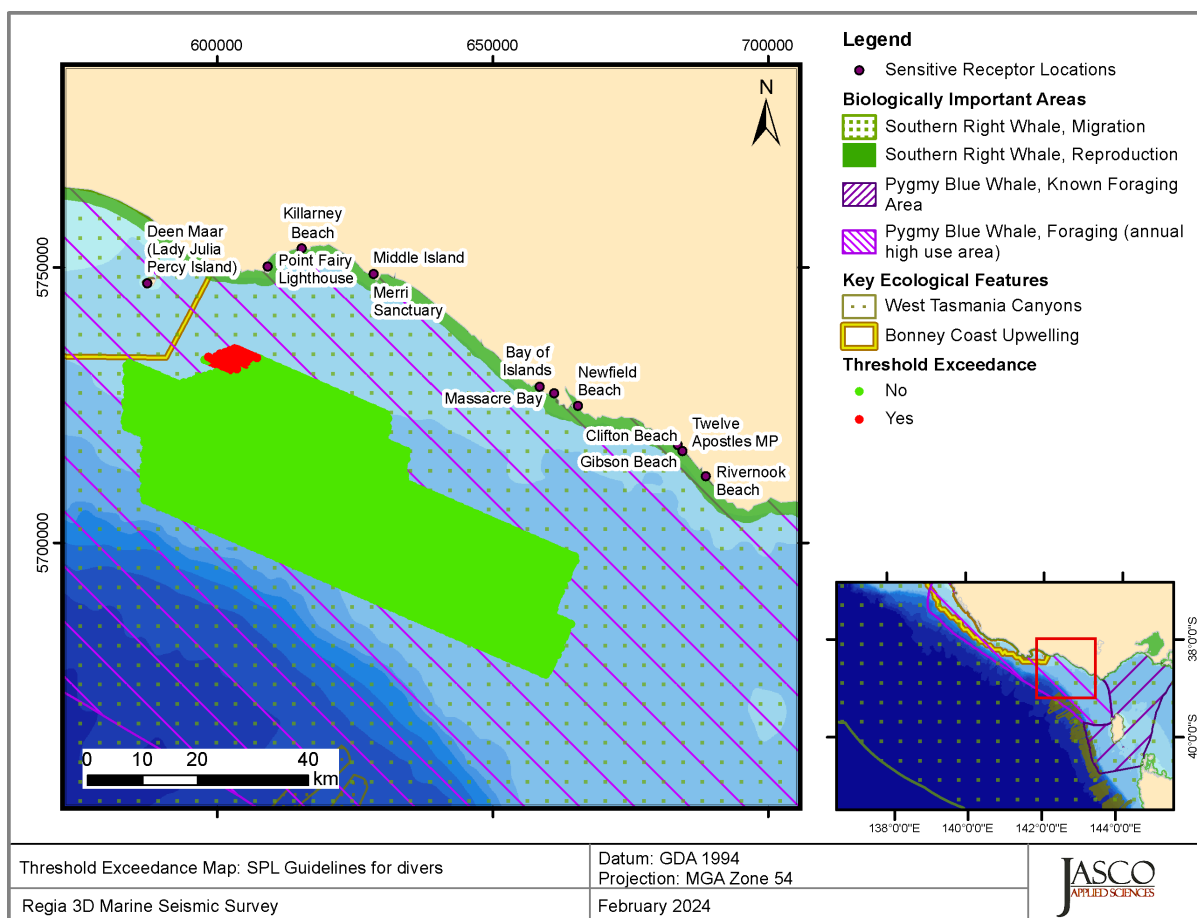 600000
650000
700000
5750000
5700000
N
Deen Maar
(Lady Julia
Percy Island)
Killarney
Beach
Point Fairy
Lighthouse
Middle Island
Merri
Sanctuary
Bay of
Islands
Massacre Bay
Newfield
Beach
Clifton Beach
Twelve
Apostles MP
Gibson Beach
Rivernook
Beach
0 10 20 40
km
Legend
Sensitive Receptor Locations
Biologically Important Areas
Southern Right Whale, Migration
Southern Right Whale, Reproduction
Pygmy Blue Whale, Known Foraging
Area
Pygmy Blue Whale, Foraging (annual
high use area)
Key Ecological Features
West Tasmania Canyons
Bonney Coast Upwelling
Threshold Exceedance
No
Yes
38°0'0"S
40°0'0"S
138°0'0"E 140°0'0"E 142°0'0"E 144°0'0"E
Threshold Exceedance Map: SPL Guidelines for divers
Datum: GDA 1994
Projection: MGA Zone 54
Regia 3D Marine Seismic Survey
February 2024
JASCO
APPLIED SCIENCES